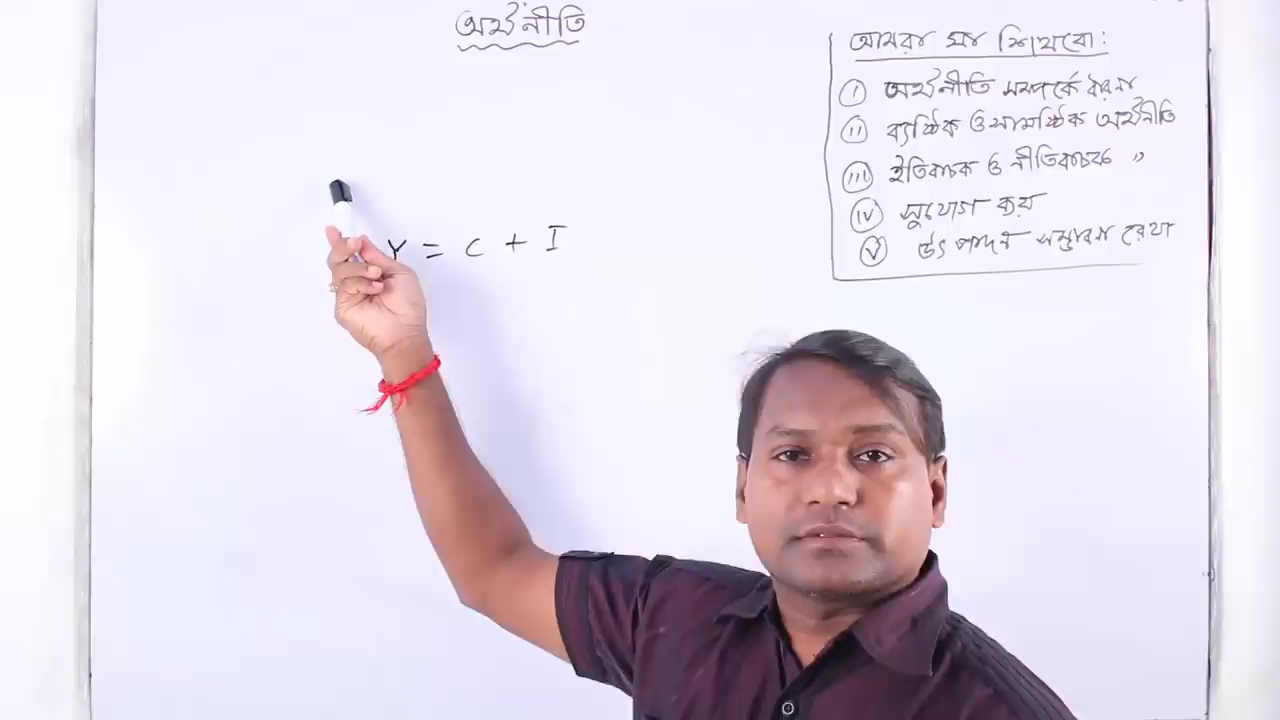 অর্থনীতি
আমরা যা শিখবো:
i অর্থনীতি সম্পর্কে ধারণা
ii ব্যষ্টিক ও সামষ্টিক অর্থনীতি
iii ইতিবাচক ও নীতিবাচক "
iv সুযোগ ব্যয়
v উৎপাদন সম্ভাবনা রেখা
Y = C + I